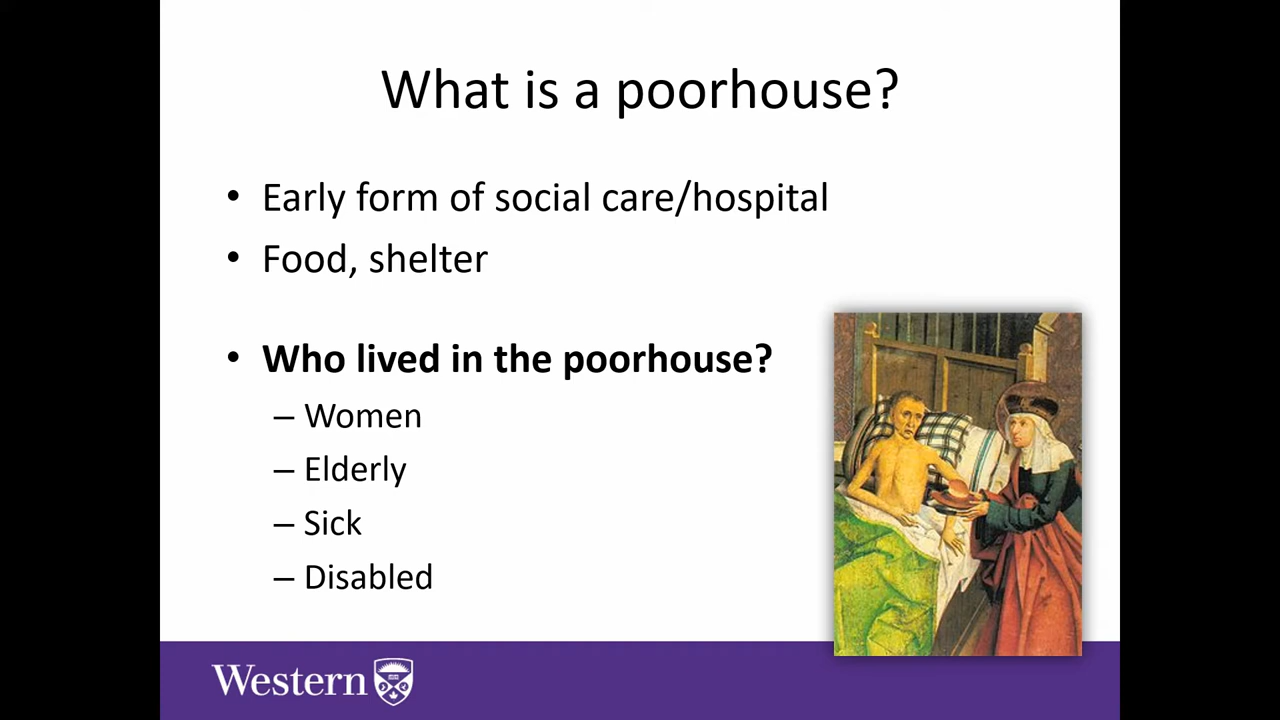 What is a poorhouse?
• Early form of social care/hospital
• Food, shelter
• Who lived in the poorhouse?
– Women
– Elderly
– Sick
– Disabled
Western